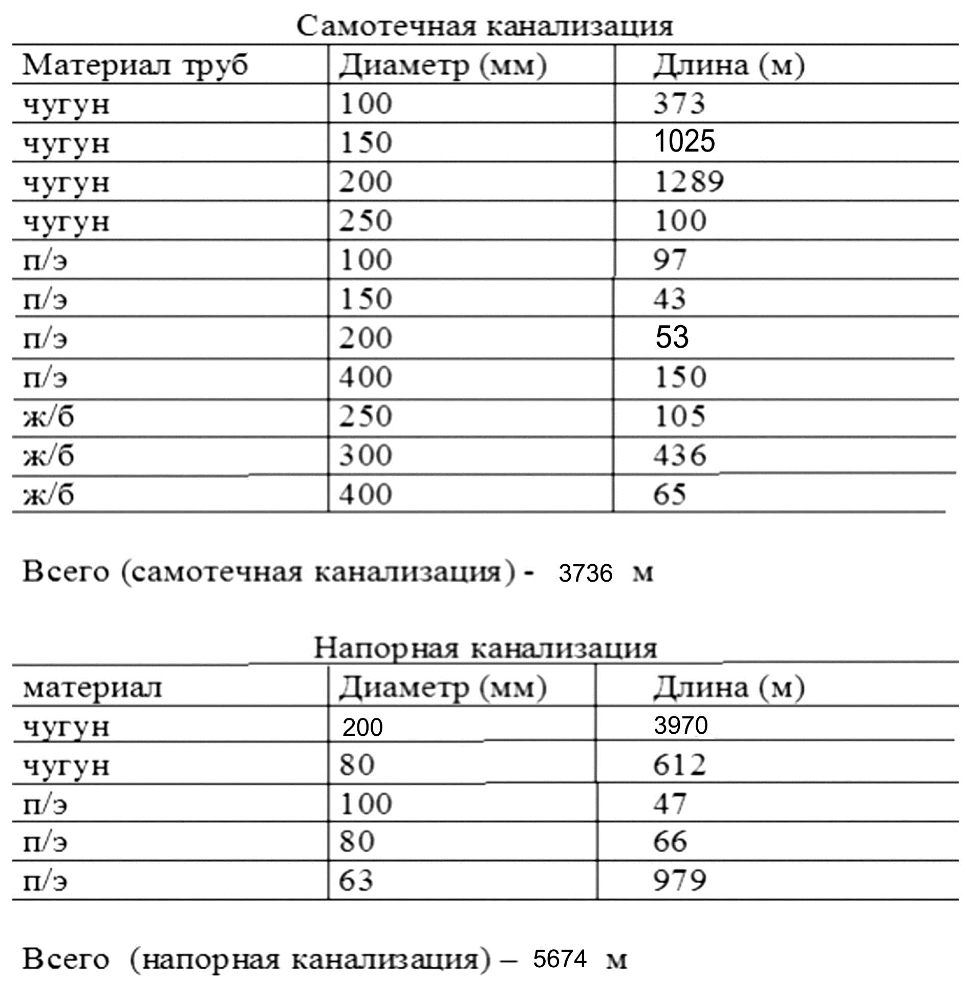 Самотечная канализация
Материал труб Диаметр (мм) Длина (м)
чугун 100 373
чугун 150 1025
чугун 200 1289
чугун 250 100
п/э 100 97
п/э 150 43
п/э 200 53
п/э 400 150
ж/б 250 105
ж/б 300 436
ж/б 400 65
Всего (самотечная канализация) - 3736 м
Напорная канализация
материал Диаметр (мм) Длина (м)
чугун 200 3970
чугун 80 612
п/э 100 47
п/э 80 66
п/э 63 979
Всего (напорная канализация) – 5674 м